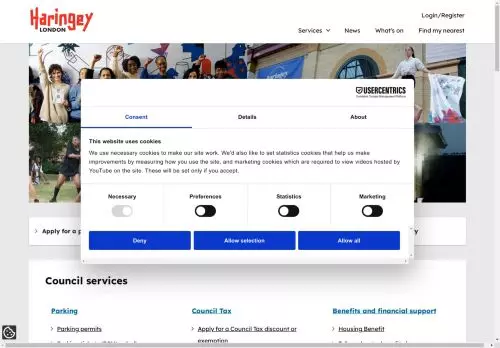 Haringey
LONDON
Login/Register
Services
News
What's on
Find my nearest
USERCENTRICS
Consent
Details
About
This website uses cookies
We use necessary cookies to make our site work. We'd also like to set statistics cookies that help us make
improvements by measuring how you use the site, and marketing cookies which are required to view videos hosted by
YouTube on the site. These will be set only if you accept.
Necessary
Preferences
Statistics
Marketing
Deny
Allow selection
Allow all
Apply for a
Council services
Parking
Council Tax
Benefits and financial support
Parking permits
Apply for a Council Tax discount or
exemption
Housing Benefit